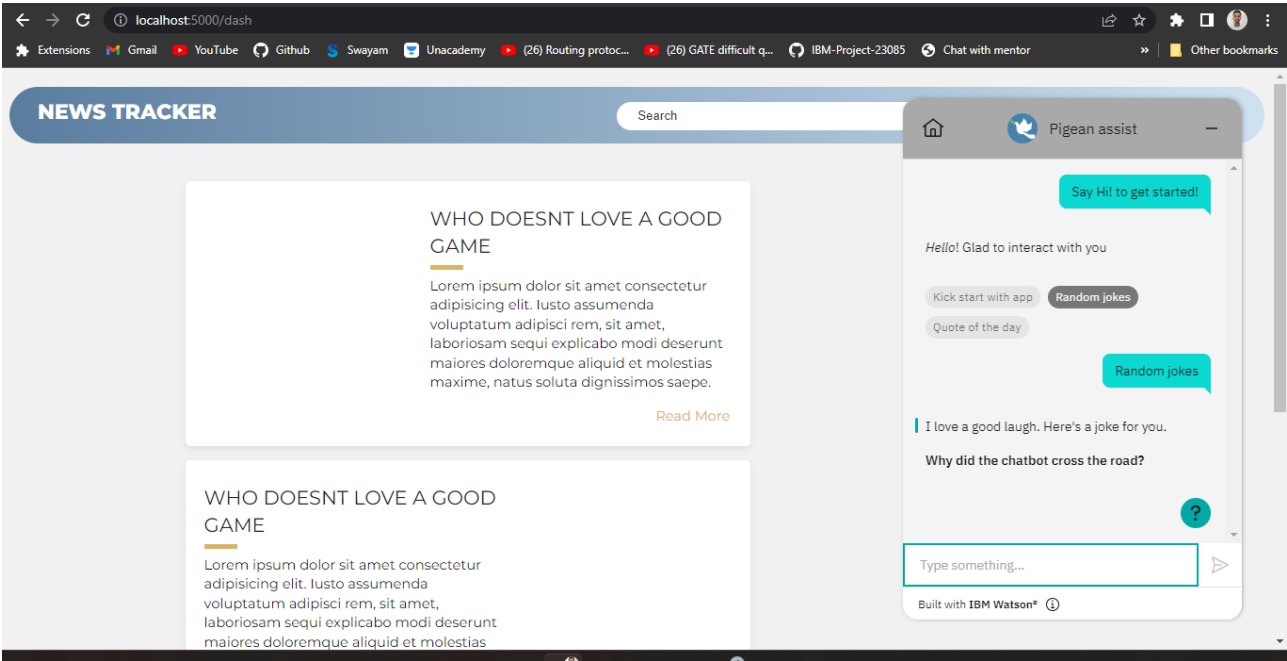 localhost:5000/dash
Extensions
Gmail
YouTube
Github
Swayam
Unacademy
(26) Routing protoc...
(26) GATE difficult q...
IBM-Project-23085
Chat with mentor
»
Other bookmarks
NEWS TRACKER
Search
WHO DOESNT LOVE A GOOD
GAME
Lorem ipsum dolor sit amet consectetur
adipisicing elit. Iusto assumenda
voluptatum adipisci rem, sit amet,
laboriosam sequi explicabo modi deserunt
maiores doloremque aliquid et molestias
maxime, natus soluta dignissimos saepe.
Read More
WHO DOESNT LOVE A GOOD
GAME
Lorem ipsum dolor sit amet consectetur
adipisicing elit. Iusto assumenda
voluptatum adipisci rem, sit amet,
laboriosam sequi explicabo modi deserunt
maiores doloremque aliquid et molestias
Pigean assist
Say Hi! to get started!
Hello! Glad to interact with you
Kick start with app
Random jokes
Quote of the day
Random jokes
I love a good laugh. Here's a joke for you.
Why did the chatbot cross the road?
?
Type something...
Built with IBM Watson®